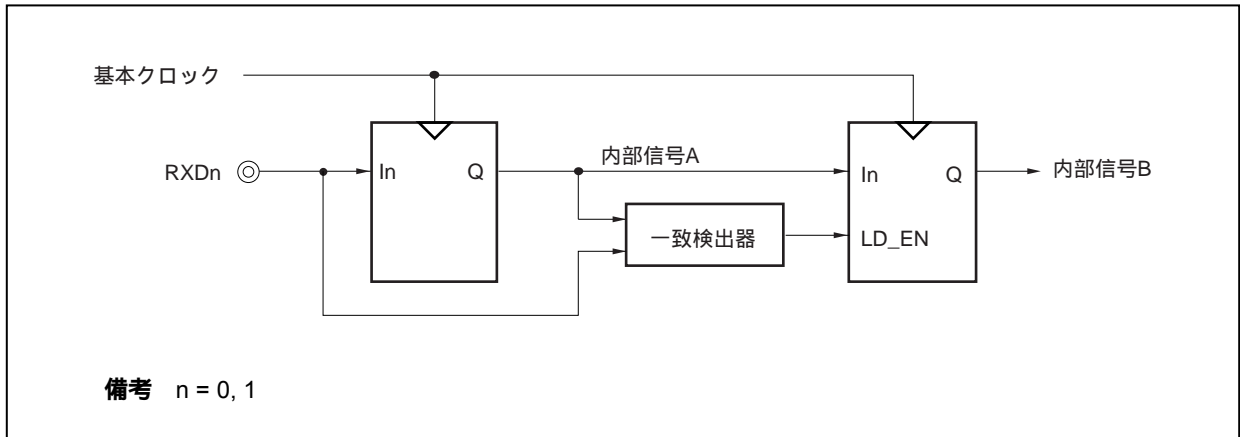 基本クロック
RXDn
In
Q
内部信号A
一致検出器
In
Q
LD_EN
内部信号B
備考 n = 0, 1